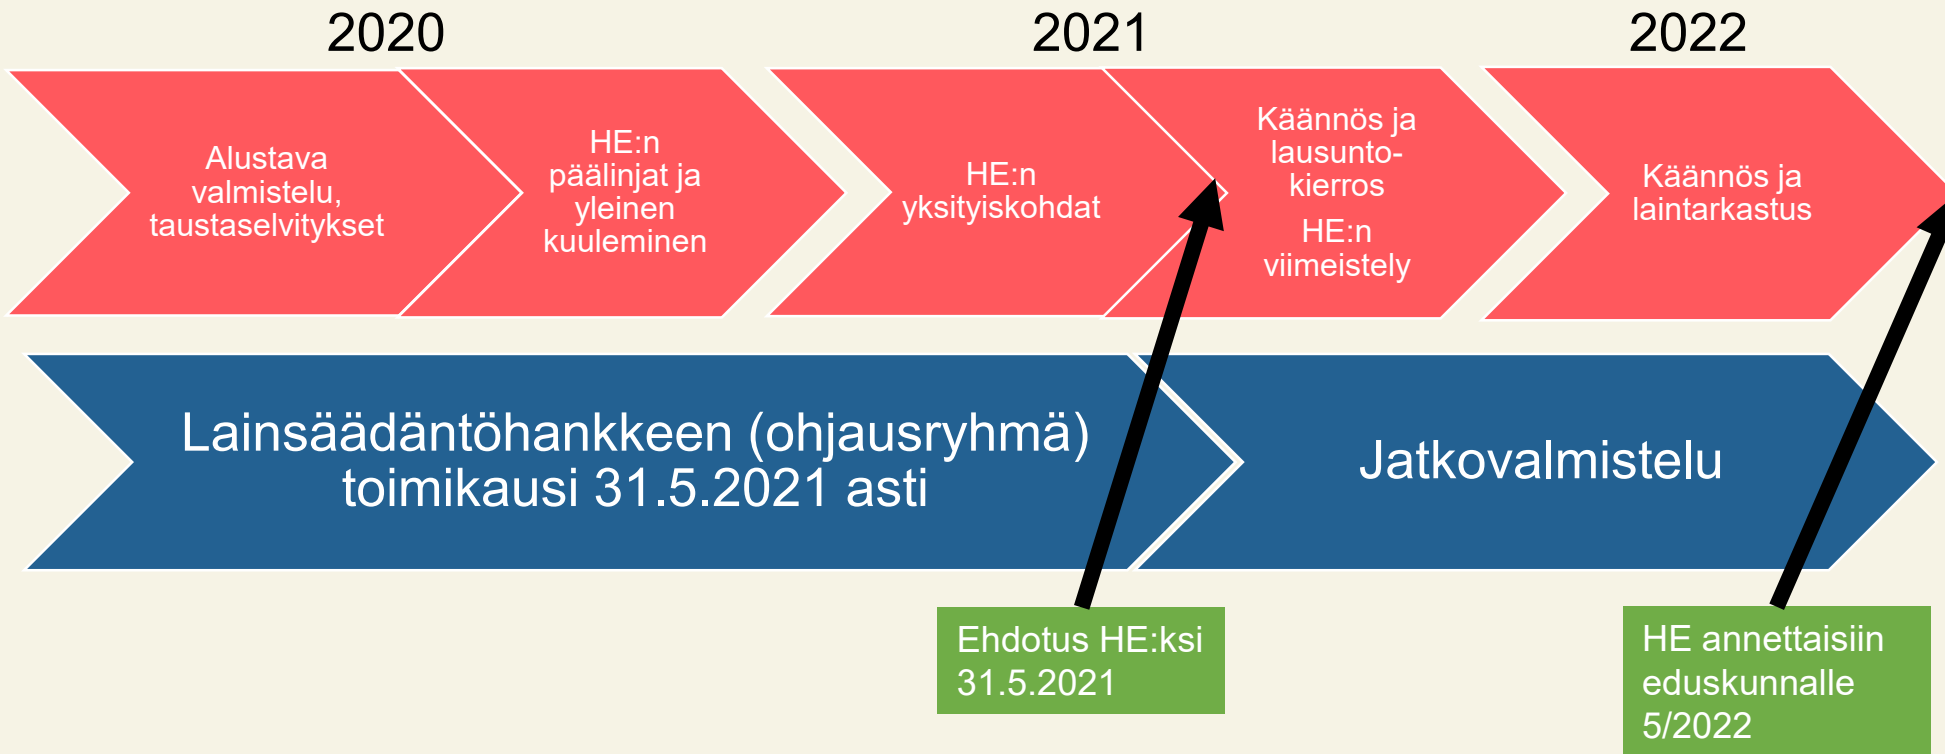 2020
2021
2022
Alustava
valmistelu,
taustaselvitykset
HE:n
päälinjat ja
yleinen
kuuleminen
HE:n
yksityiskohdat
Käännös ja
lausunto-
kierros
HE:n
viimeistely
Käännös ja
laintarkastus
Lainsäädäntöhankkeen (ohjausryhmä)
toimikausi 31.5.2021 asti
Jatkovalmistelu
Ehdotus HE:ksi
31.5.2021
HE annettaisiin
eduskunnalle
5/2022